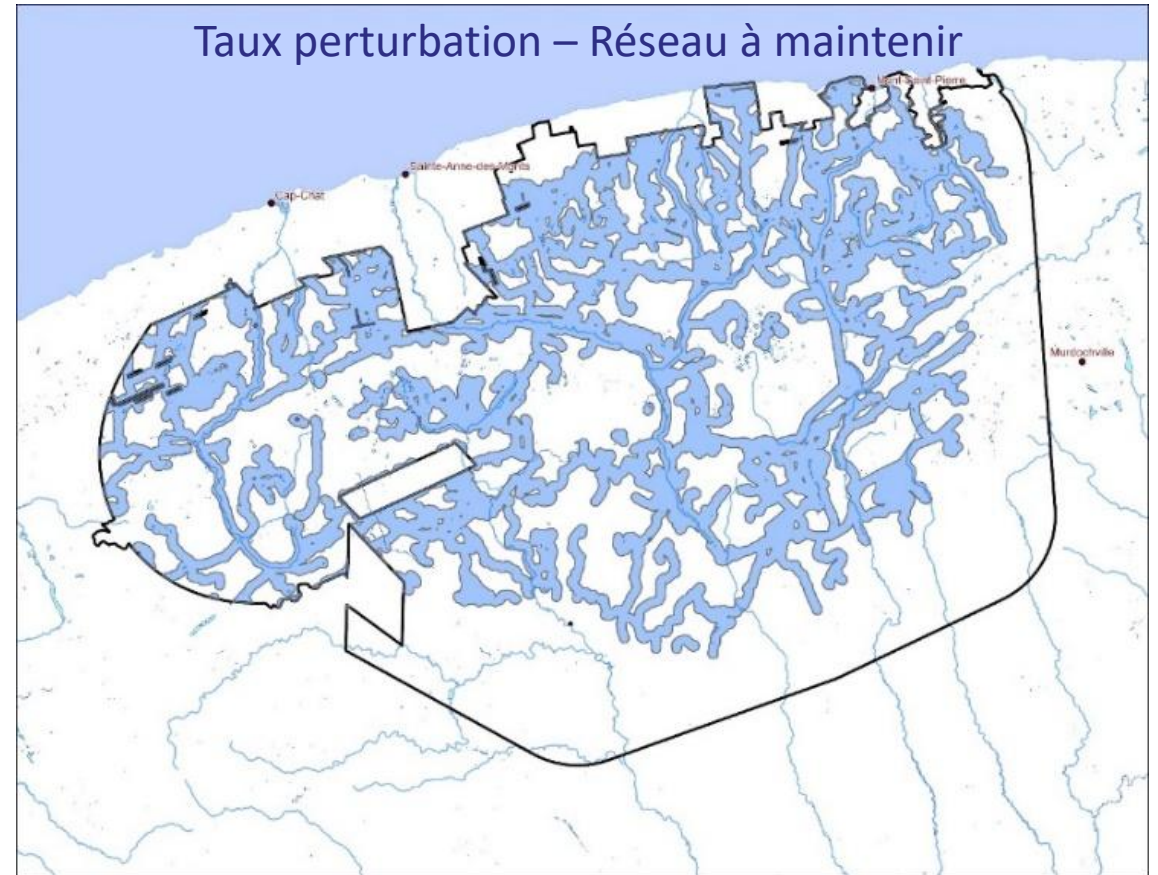 Taux perturbation – Réseau à maintenir
Mont-Saint-Pierre
Sainte-Anne-des-Monts
Cap-Chat
Murdochville